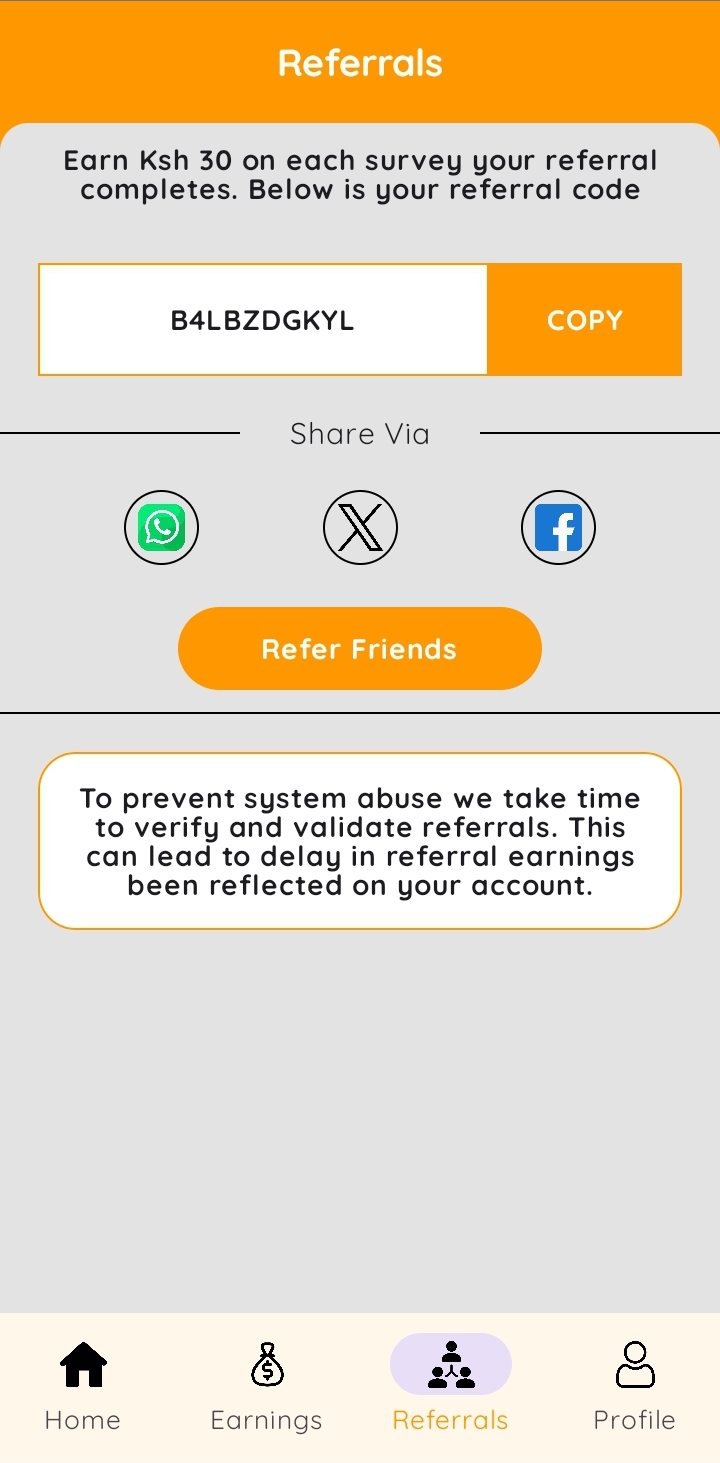 Referrals
Earn Ksh 30 on each survey your referral
completes. Below is your referral code
B4LBZDGKYL
COPY
Share Via
Refer Friends
To prevent system abuse we take time
to verify and validate referrals. This
can lead to delay in referral earnings
been reflected on your account.
Home
Earnings
Referrals
Profile